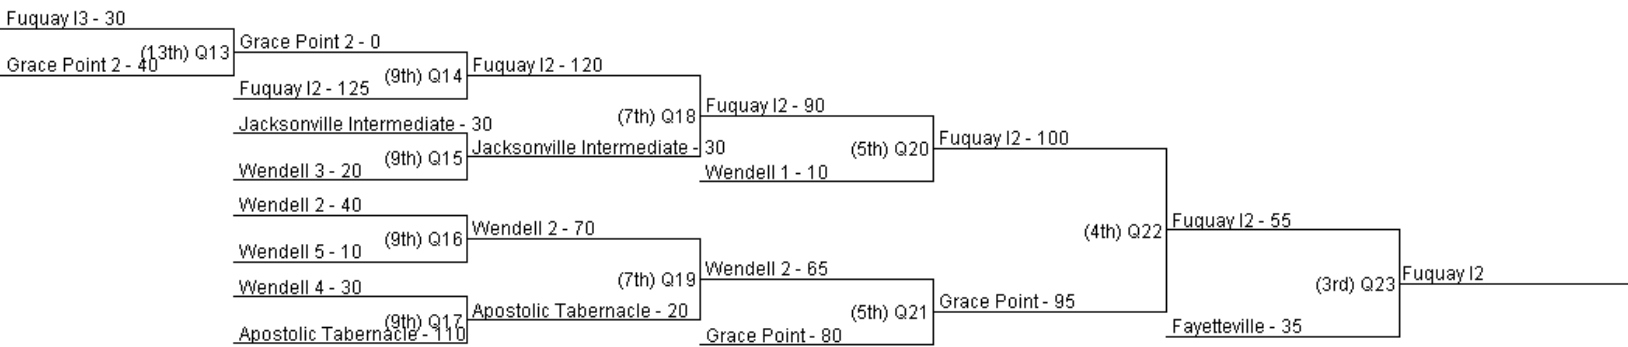 Fuquay I3 - 30
(13th) Q13
Grace Point 2 - 40
Grace Point 2 - 0
(9th) Q14
Fuquay I2 - 125
Jacksonville Intermediate - 30
(9th) Q15
Wendell 3 - 20
Wendell 2 - 40
(9th) Q16
Wendell 5 - 10
Wendell 4 - 30
(9th) Q17
Apostolic Tabernacle - 110
Fuquay I2 - 120
(7th) Q18
Jacksonville Intermediate - 30
Wendell 2 - 70
(7th) Q19
Apostolic Tabernacle - 20
Fuquay I2 - 90
(5th) Q20
Wendell 1 - 10
Wendell 2 - 65
(5th) Q21
Grace Point - 80
Fuquay I2 - 100
(4th) Q22
Grace Point - 95
Fuquay I2 - 55
(3rd) Q23
Fayetteville - 35
Fuquay I2